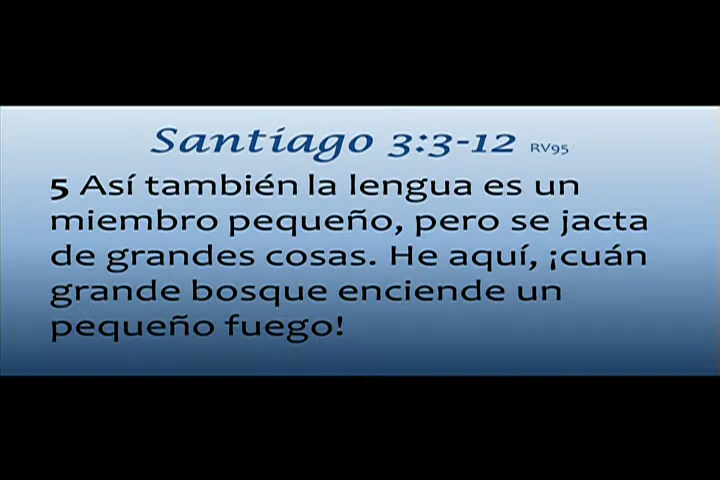 Santiago 3:3-12 RV95
5 Así también la lengua es un
miembro pequeño, pero se jacta
de grandes cosas. He aquí, ¡cuán
grande bosque enciende un
pequeño fuego!